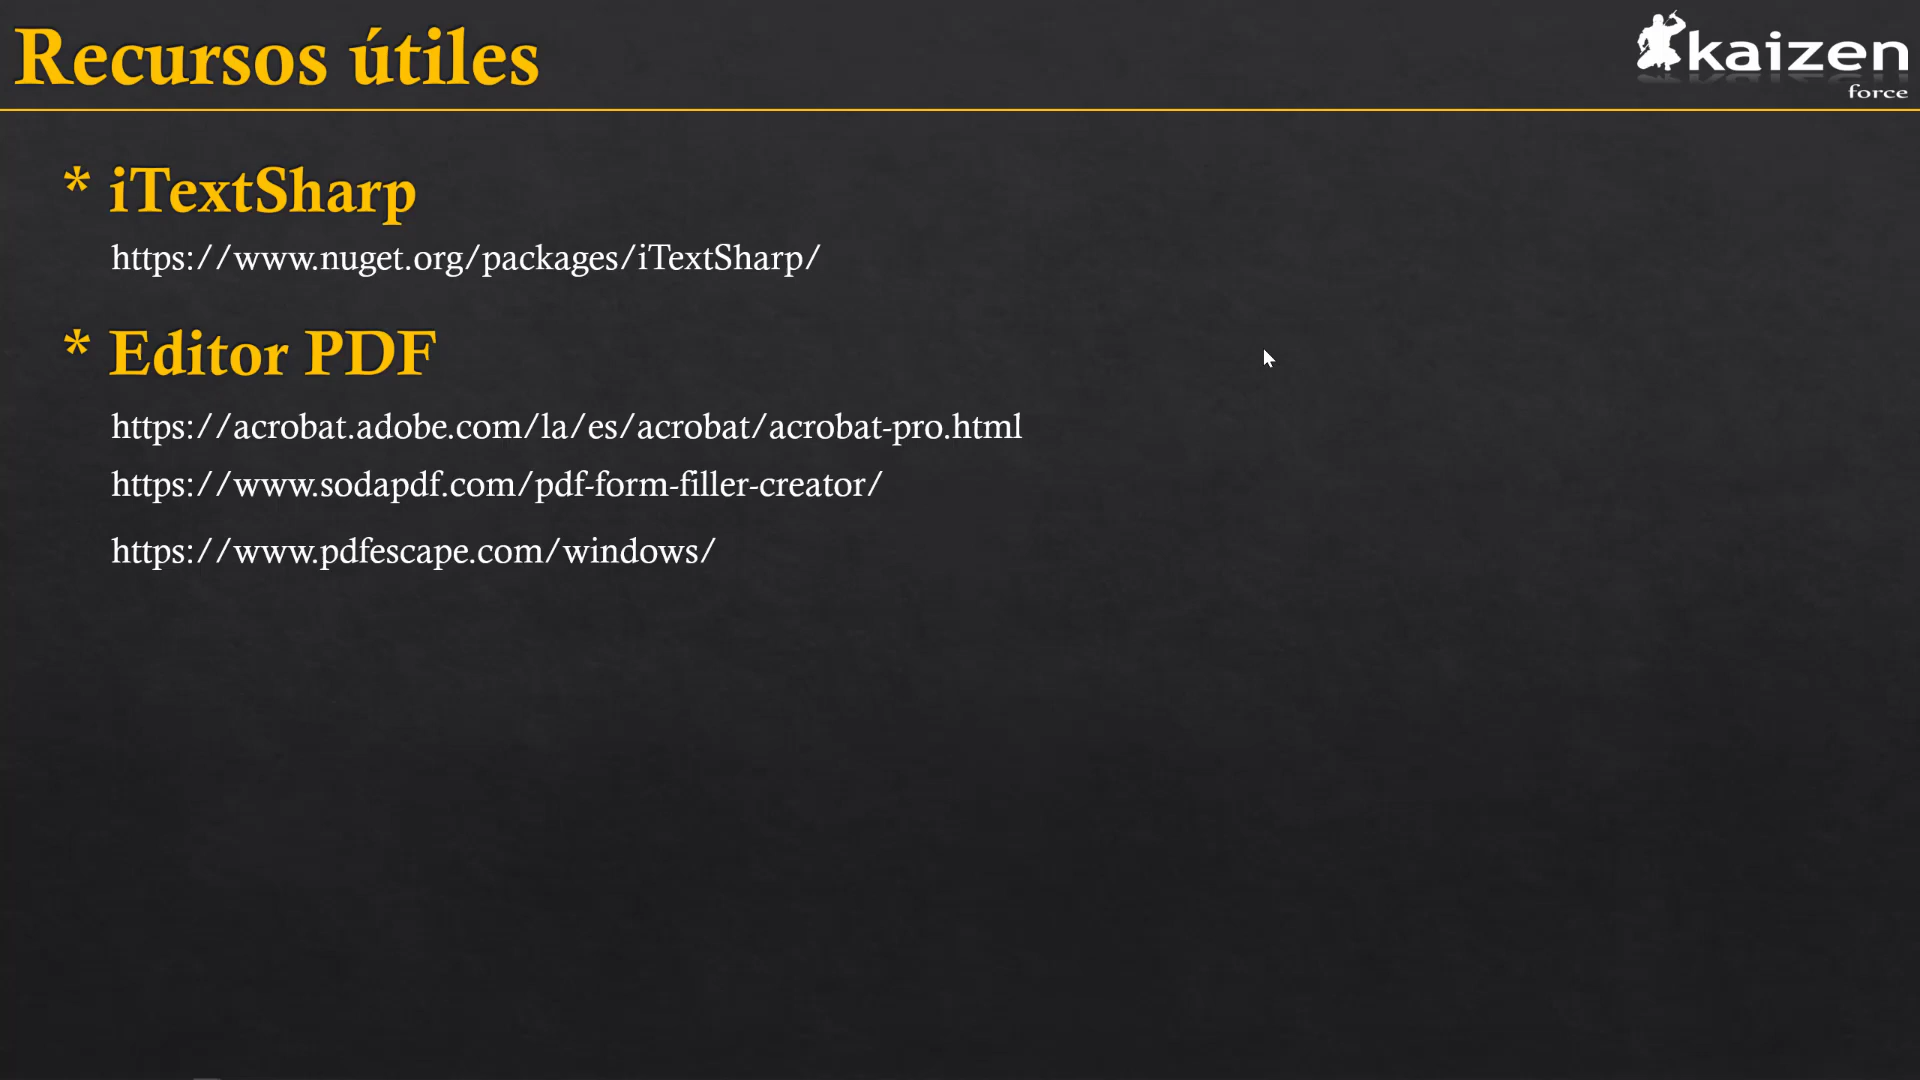 Recursos útiles
kaizen
force
* iTextSharp
https://www.nuget.org/packages/iTextSharp/
* Editor PDF
https://acrobat.adobe.com/la/es/acrobat/acrobat-pro.html
https://www.sodapdf.com/pdf-form-filler-creator/
https://www.pdfescape.com/windows/